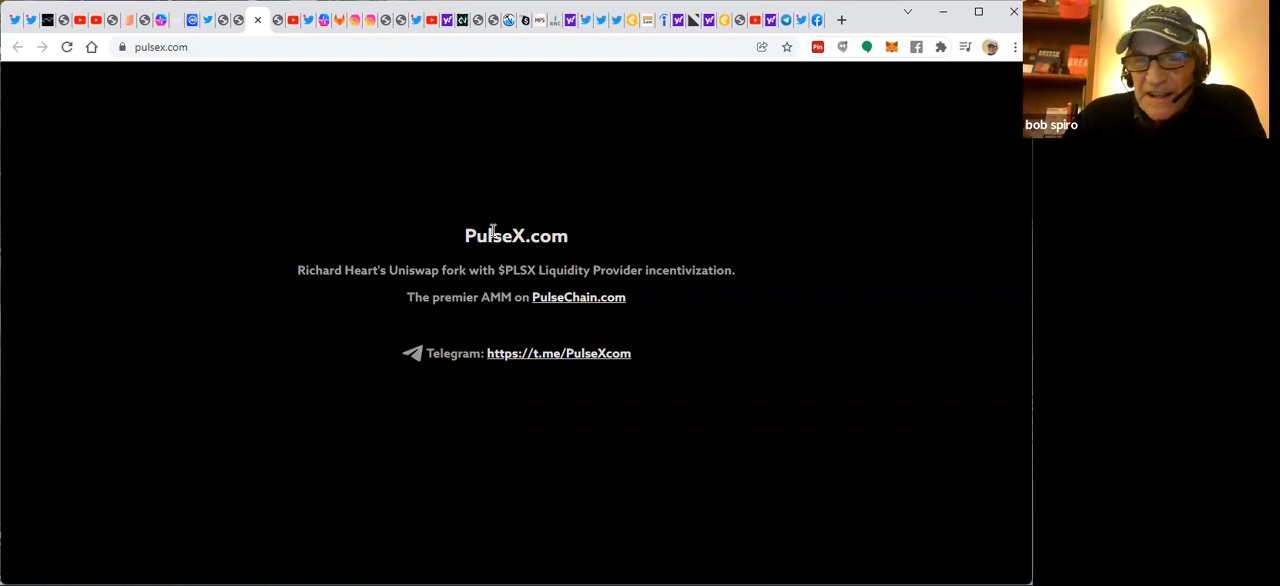 pulsex.com
bob spiro
PulseX.com
Richard Heart's Uniswap fork with $PLSX Liquidity Provider incentivization.
The premier AMM on PulseChain.com
Telegram: https://t.me/PulseXcom